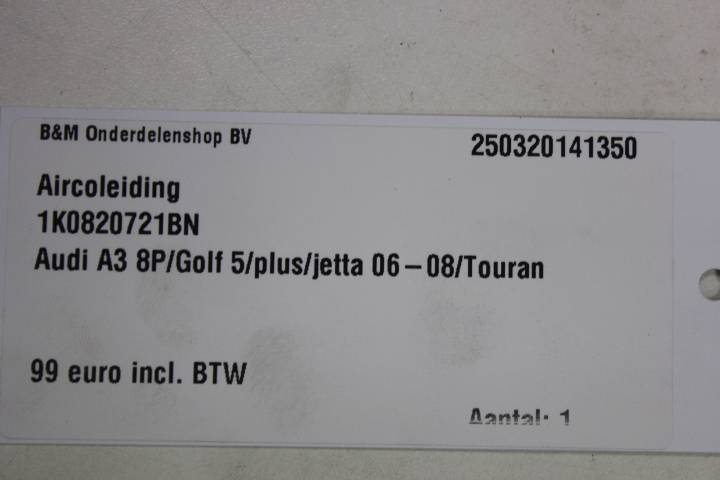 B&M Onderdelenshop BV
250320141350
Aircoleiding
1K0820721BN
Audi A3 8P/Golf 5/plus/jetta 06 – 08/Touran
99 euro incl. BTW
Aantal: 1